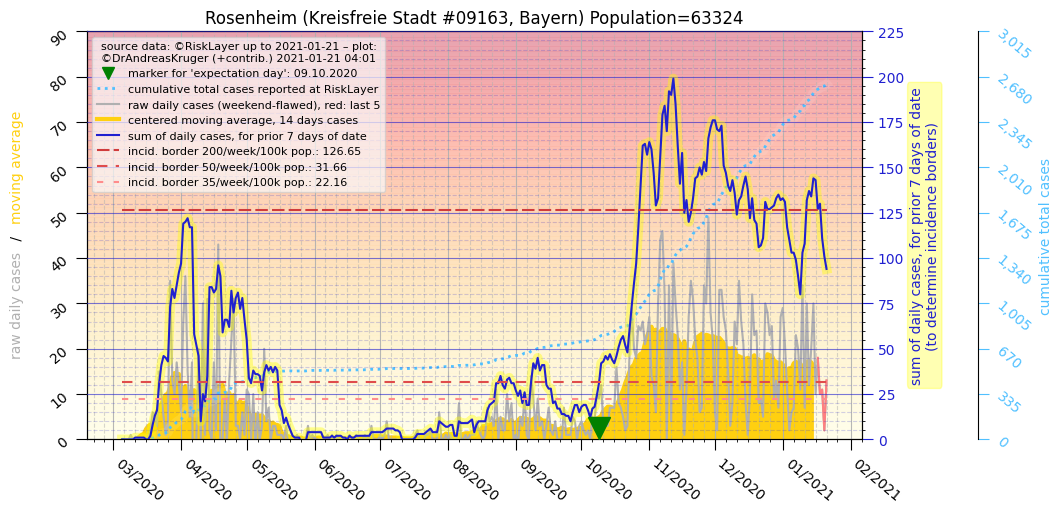 Rosenheim (Kreisfreie Stadt #09163, Bayern) Population=63324
source data: ©RiskLayer up to 2021-01-21 – plot:
©DrAndreasKruger (+contrib.) 2021-01-21 04:01
marker for 'expectation day': 09.10.2020
cumulative total cases reported at RiskLayer
raw daily cases (weekend-flawed), red: last 5
centered moving average, 14 days cases
sum of daily cases, for prior 7 days of date
incid. border 200/week/100k pop.: 126.65
incid. border 50/week/100k pop.: 31.66
incid. border 35/week/100k pop.: 22.16
raw daily cases / moving average
90
80
70
60
50
40
30
20
10
0
03/2020
04/2020
05/2020
06/2020
07/2020
08/2020
09/2020
10/2020
11/2020
12/2020
01/2021
02/2021
225
200
175
150
125
100
75
50
25
0
sum of daily cases, for prior 7 days of date
(to determine incidence borders)
3,015
2,680
2,345
2,010
1,675
1,340
1,005
670
335
0
cumulative total cases